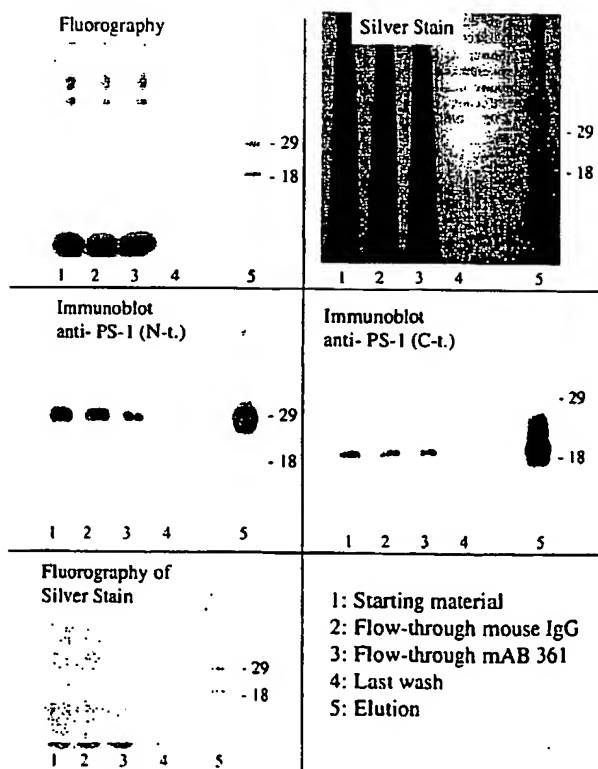 Fluorography
- 29
- 18
1 2 3 4 5
Silver Stain
- 29
- 18
1 2 3 4 5
Immunoblot
anti- PS-1 (N-t.)
- 29
- 18
1 2 3 4 5
Immunoblot
anti- PS-1 (C-t.)
- 29
- 18
1 2 3 4 5
Fluorography of
Silver Stain
- 29
- 18
1 2 3 4 5
1: Starting material
2: Flow-through mouse IgG
3: Flow-through mAB 361
4: Last wash
5: Elution